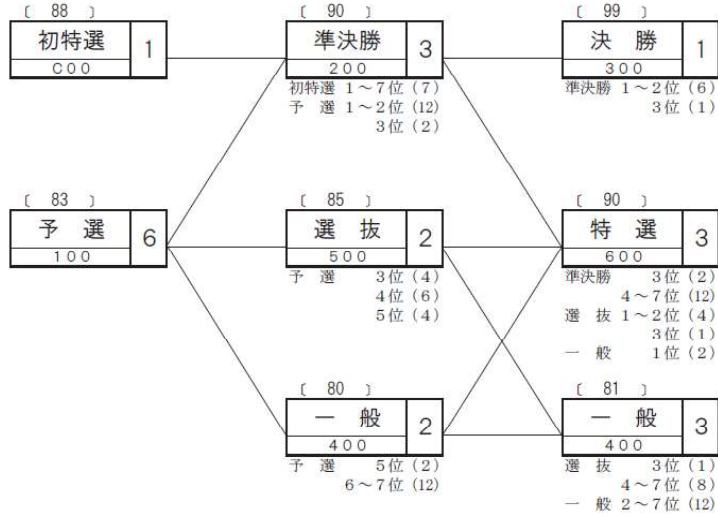 〔 88 〕
初特選 1
C00
〔 90 〕
準決勝 3
200
初特選 1～7位 (7)
予 選 1～2位 (12)
3位 (2)
〔 99 〕
決 勝 1
300
準決勝 1～2位 (6)
3位 (1)
〔 83 〕
予 選 6
100
〔 85 〕
選 抜 2
500
予 選 3位 (4)
4位 (6)
5位 (4)
〔 90 〕
特 選 3
600
準決勝 3位 (2)
4～7位 (12)
選 抜 1～2位 (4)
3位 (1)
一 般 1位 (2)
〔 80 〕
一 般 2
400
予 選 5位 (2)
6～7位 (12)
〔 81 〕
一 般 3
400
選 抜 3位 (1)
4～7位 (8)
一 般 2～7位 (12)